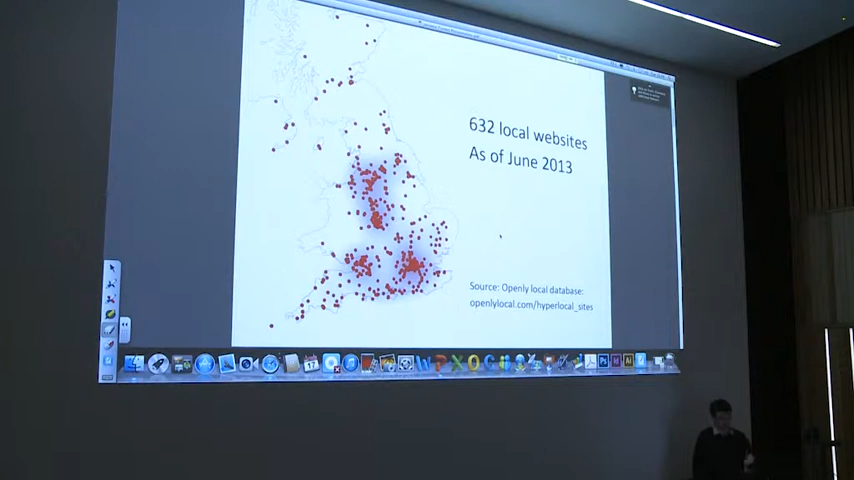 632 local websites
As of June 2013
Source: Openly local database:
openlylocal.com/hyperlocal_sites